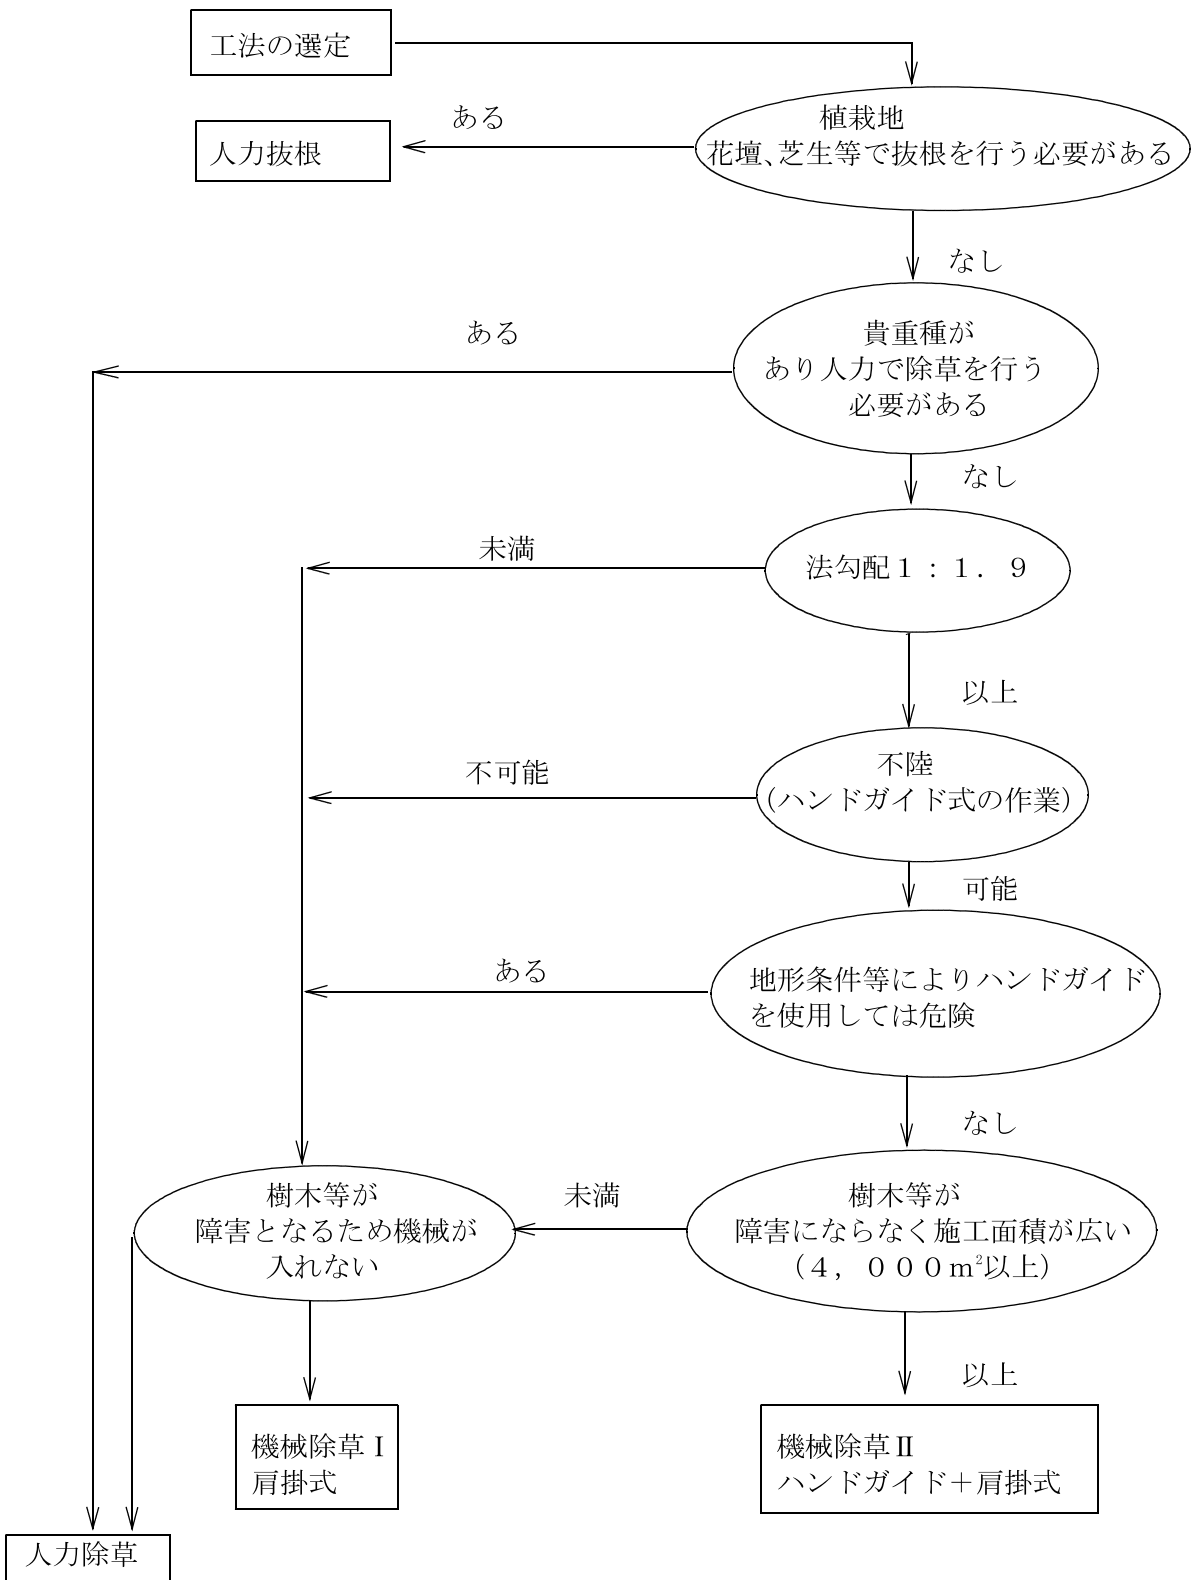 工法の選定
ある
植栽地
花壇、芝生等で抜根を行う必要がある
人力抜根
なし
ある
貴重種が
あり人力で除草を行う
必要がある
なし
未満
法勾配１：１．９
以上
不可能
不陸
（ハンドガイド式の作業）
可能
ある
地形条件等によりハンドガイド
を使用しては危険
なし
樹木等が
障害となるため機械が
入れない
未満
樹木等が
障害にならなく施工面積が広い
（４，０００ｍ²以上）
以上
機械除草Ⅰ
肩掛式
機械除草Ⅱ
ハンドガイド＋肩掛式
人力除草